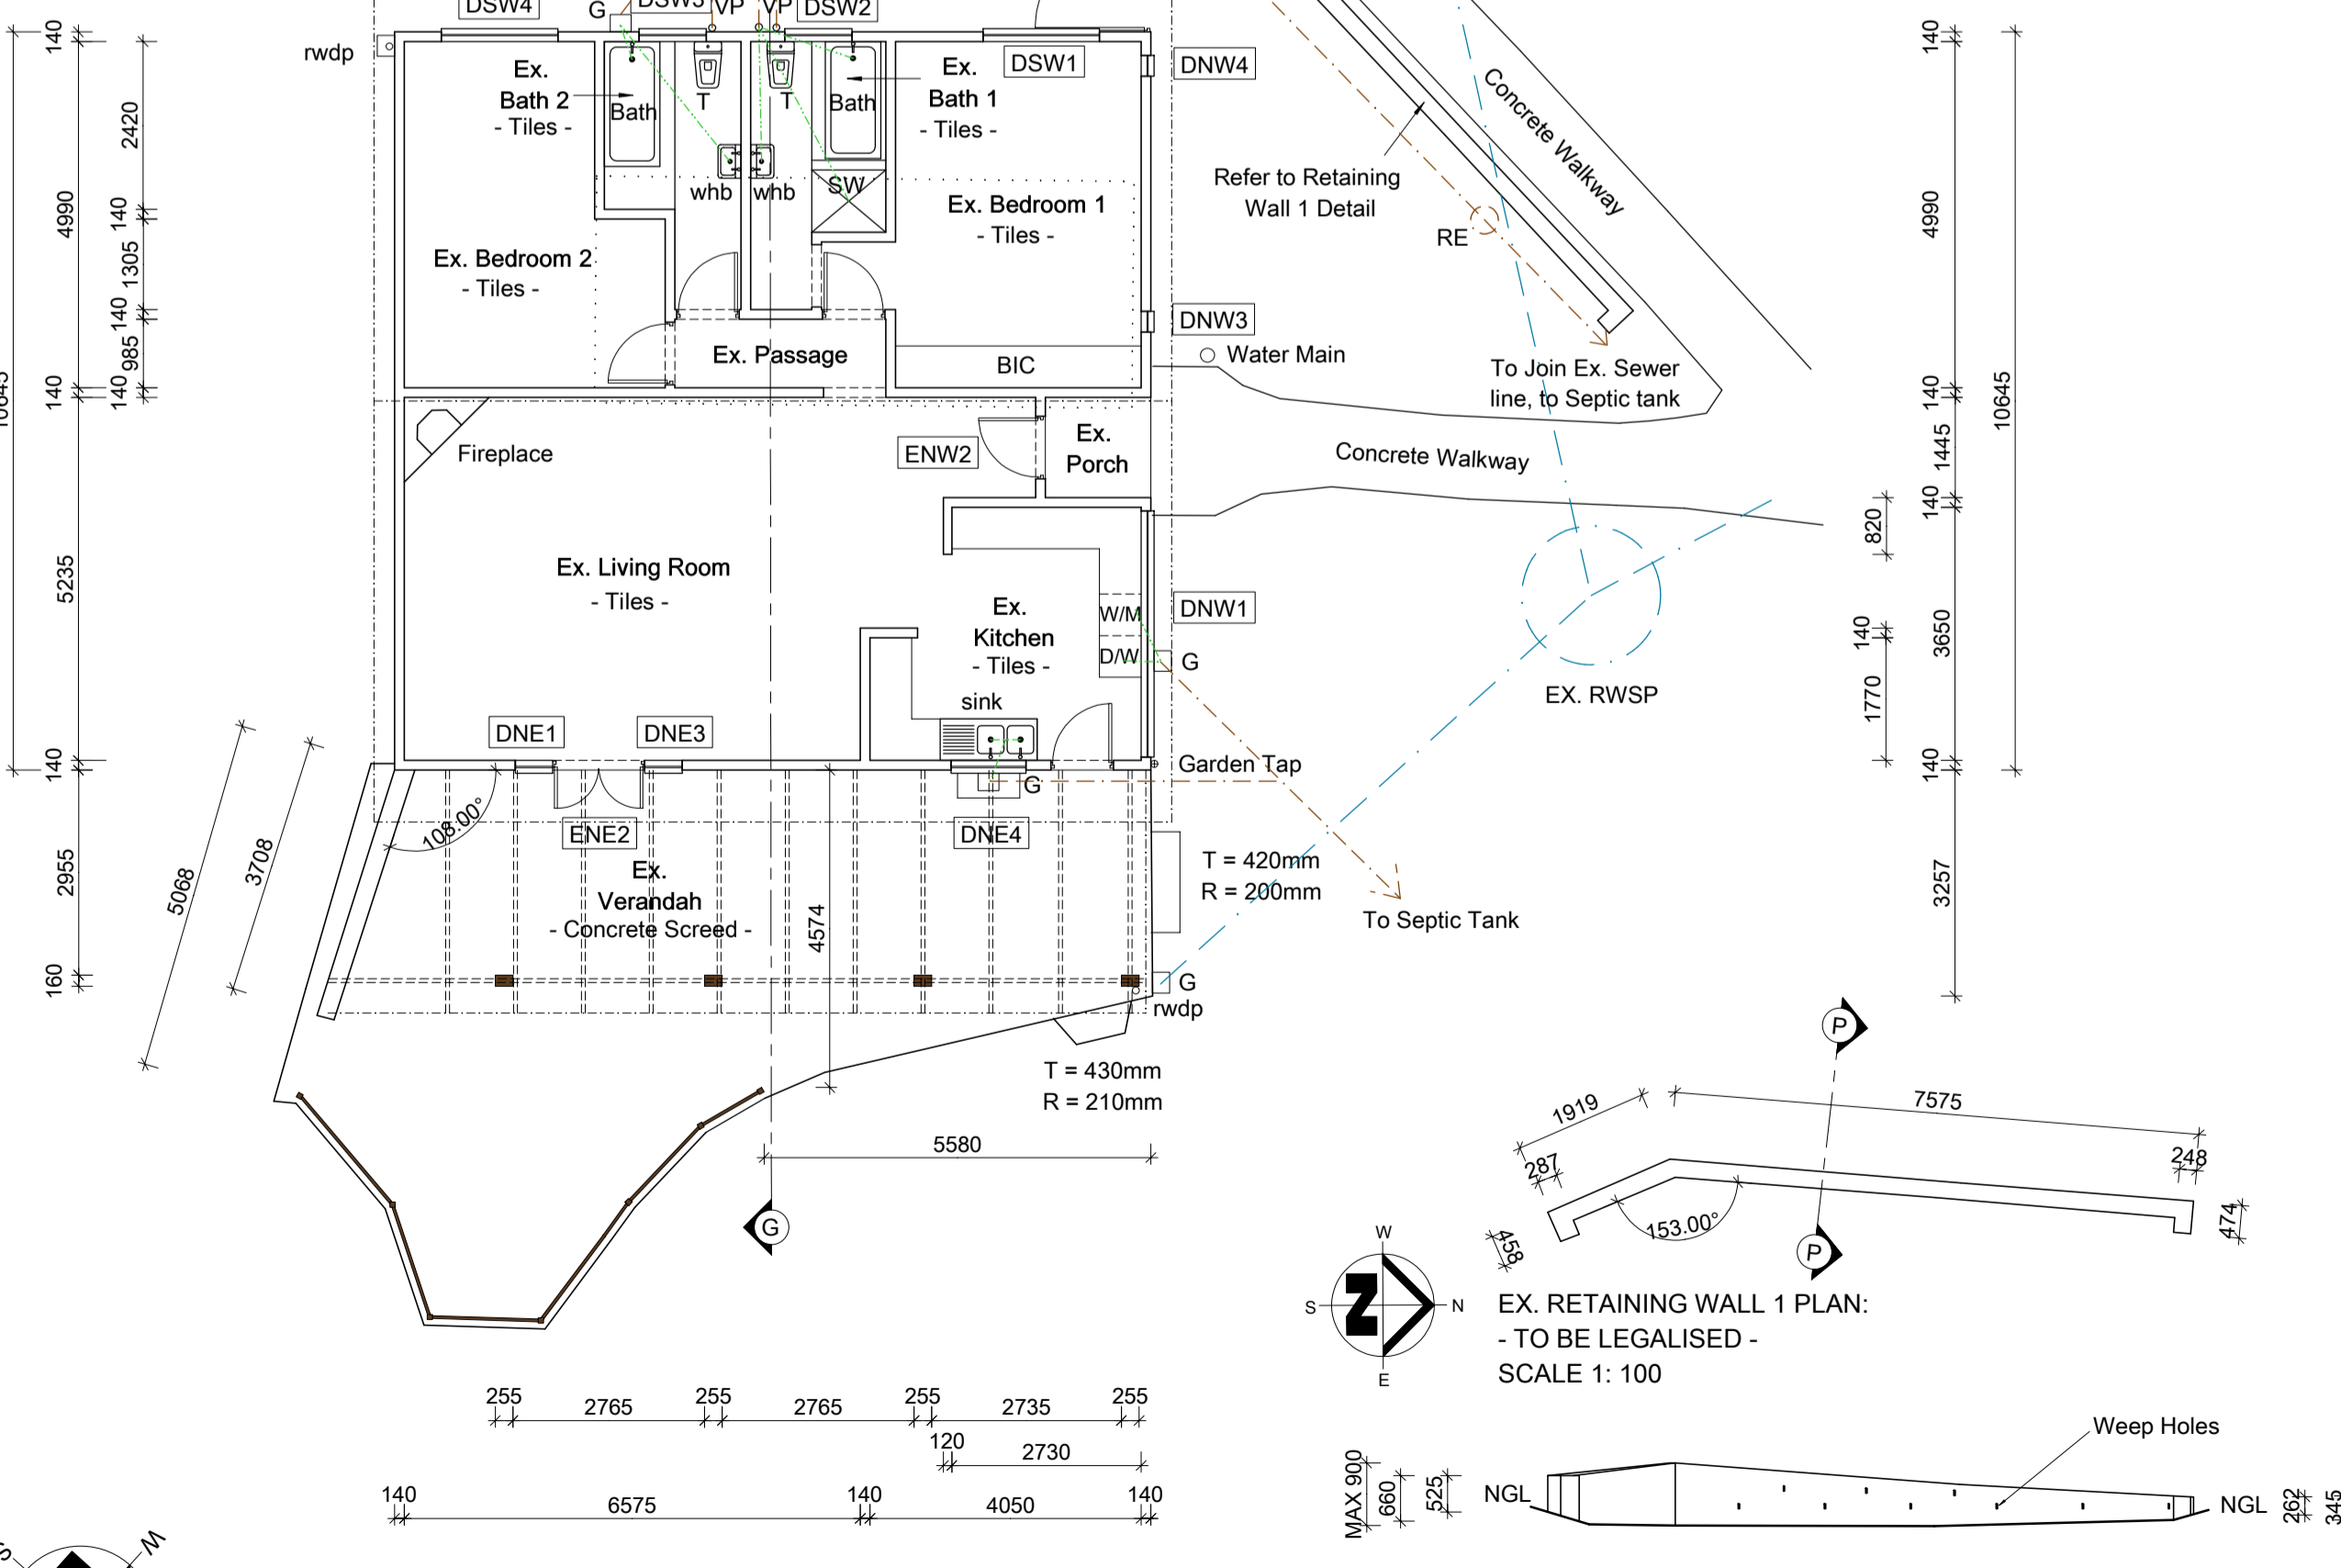 DSW4
G
DSW3
VP
VP
DSW2
rwdp
Ex.
Bath 2
- Tiles -
Bath
T
T
Bath
Ex.
Bath 1
- Tiles -
DSW1
DNW4
whb
whb
SW
Ex. Bedroom 1
- Tiles -
Ex. Bedroom 2
- Tiles -
Ex. Passage
BIC
DNW3
Water Main
Refer to Retaining
Wall 1 Detail
Concrete Walkway
RE
To Join Ex. Sewer
line, to Septic tank
Fireplace
ENW2
Ex.
Porch
Concrete Walkway
Ex. Living Room
- Tiles -
Ex.
Kitchen
- Tiles -
W/M
D/W
DNW1
G
sink
EX. RWSP
DNE1
DNE3
Garden Tap
G
108.00°
ENE2
DNE4
Ex.
Verandah
- Concrete Screed -
T = 420mm
R = 200mm
To Septic Tank
G
rwdp
T = 430mm
R = 210mm
4574
5580
G
140
4990
140
5235
140
2955
160
10645
2420
140
1305
140
985
140
5068
3708
140
4990
140
1445
140
3650
140
3257
10645
820
140
1770
255
2765
255
2765
255
2735
255
120
2730
140
6575
140
4050
140
P
1919
7575
287
248
153.00°
474
458
P
W
S
N
E
EX. RETAINING WALL 1 PLAN:
- TO BE LEGALISED -
SCALE 1: 100
Weep Holes
MAX 900
660
525
NGL
NGL
262
345
S
W